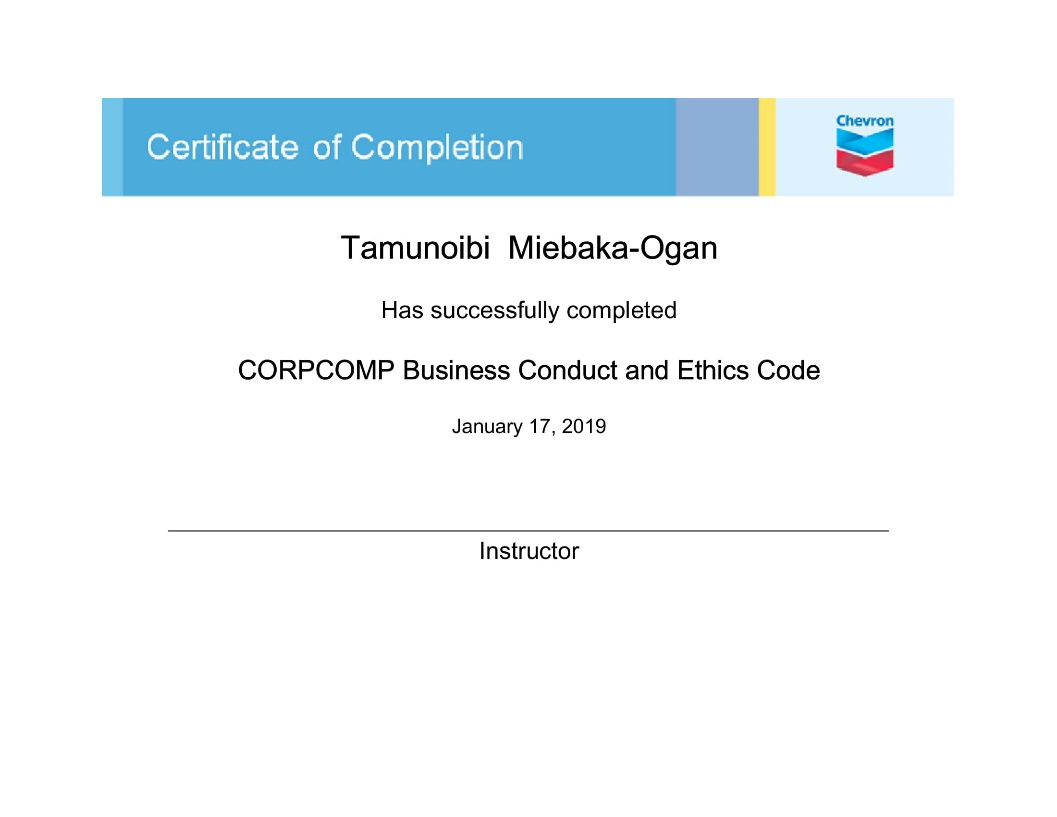 Certificate of Completion
Chevron
Tamunoibi Miebaka-Ogan
Has successfully completed
CORPCOMP Business Conduct and Ethics Code
January 17, 2019
Instructor